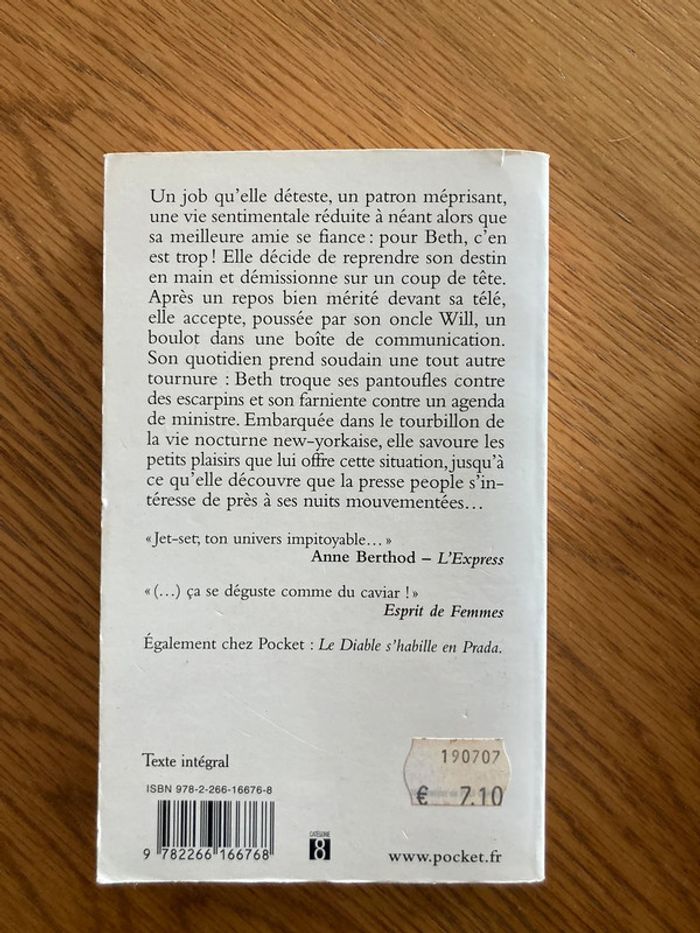 Un job qu'elle déteste, un patron méprisant,
une vie sentimentale réduite à néant alors que
sa meilleure amie se fiance : pour Beth, c'en
est trop ! Elle décide de reprendre son destin
en main et démissionne sur un coup de tête.
Après un repos bien mérité devant sa télé,
elle accepte, poussée par son oncle Will, un
boulot dans une boîte de communication.
Son quotidien prend soudain une tout autre
tournure : Beth troque ses pantoufles contre
des escarpins et son farniente contre un agenda
de ministre. Embarquée dans le tourbillon de
la vie nocturne new-yorkaise, elle savoure les
petits plaisirs que lui offre cette situation, jusqu'à
ce qu'elle découvre que la presse people s'in-
téresse de près à ses nuits mouvementées…
« Jet-set, ton univers impitoyable… »
Anne Berthod – L'Express
« (…) ça se déguste comme du caviar ! »
Esprit de Femmes
Également chez Pocket : Le Diable s'habille en Prada.
Texte intégral
190707
€ 7.10
ISBN 978-2-266-16676-8
CATÉGORIE
8
9 782266 166768
www.pocket.fr